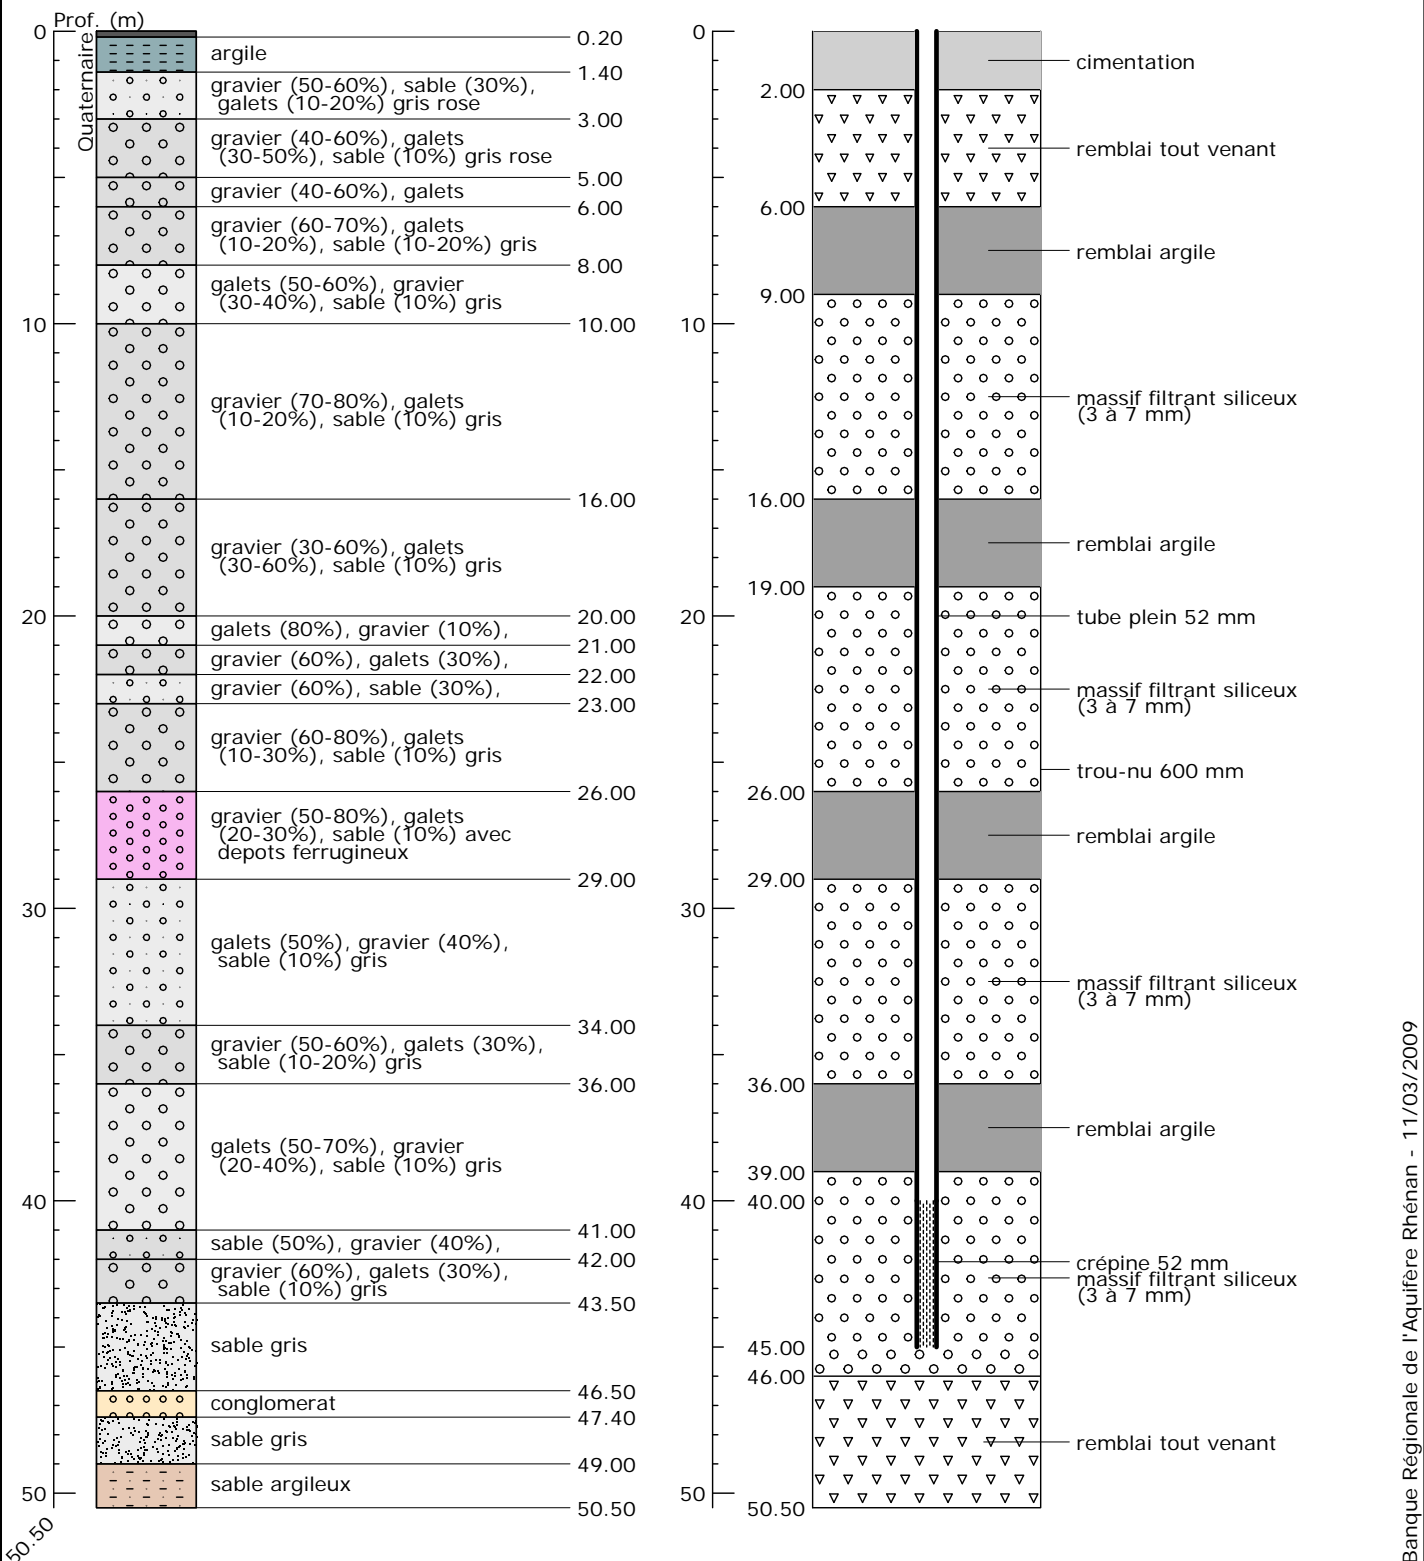 Prof. (m)
0
Quaternaire
0.20
argile
1.40
gravier (50-60%), sable (30%),
galets (10-20%) gris rose
3.00
gravier (40-60%), galets
(30-50%), sable (10%) gris rose
5.00
gravier (40-60%), galets
6.00
gravier (60-70%), galets
(10-20%), sable (10-20%) gris
8.00
galets (50-60%), gravier
(30-40%), sable (10%) gris
10
10.00
gravier (70-80%), galets
(10-20%), sable (10%) gris
16.00
gravier (30-60%), galets
(30-60%), sable (10%) gris
20
20.00
galets (80%), gravier (10%),
21.00
gravier (60%), galets (30%),
22.00
gravier (60%), sable (30%),
23.00
gravier (60-80%), galets
(10-30%), sable (10%) gris
26.00
gravier (50-80%), galets
(20-30%), sable (10%) avec
depots ferrugineux
29.00
30
galets (50%), gravier (40%),
sable (10%) gris
34.00
gravier (50-60%), galets (30%),
sable (10-20%) gris
36.00
galets (50-70%), gravier
(20-40%), sable (10%) gris
40
41.00
sable (50%), gravier (40%),
42.00
gravier (60%), galets (30%),
sable (10%) gris
43.50
sable gris
46.50
conglomerat
47.40
sable gris
49.00
sable argileux
50
50.50
50.50
0
cimentation
2.00
remblai tout venant
6.00
remblai argile
9.00
10
massif filtrant siliceux
(3 à 7 mm)
16.00
remblai argile
19.00
20
tube plein 52 mm
massif filtrant siliceux
(3 à 7 mm)
trou-nu 600 mm
26.00
remblai argile
29.00
30
massif filtrant siliceux
(3 à 7 mm)
36.00
remblai argile
39.00
40
40.00
crépine 52 mm
massif filtrant siliceux
(3 à 7 mm)
45.00
46.00
remblai tout venant
50
50.50
Banque Régionale de l'Aquifère Rhénan - 11/03/2009